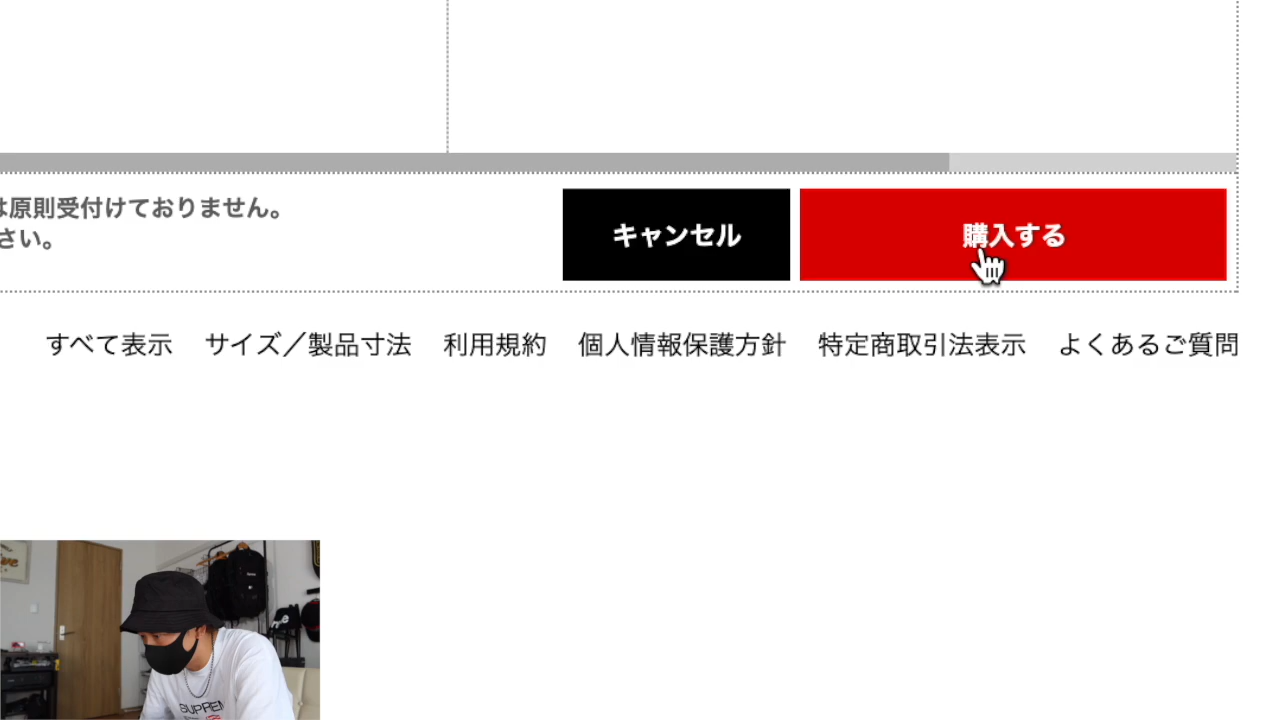 は原則受付けておりません。
さい。
キャンセル
購入する
すべて表示 サイズ／製品寸法 利用規約 個人情報保護方針 特定商取引法表示 よくあるご質問
SUPREM